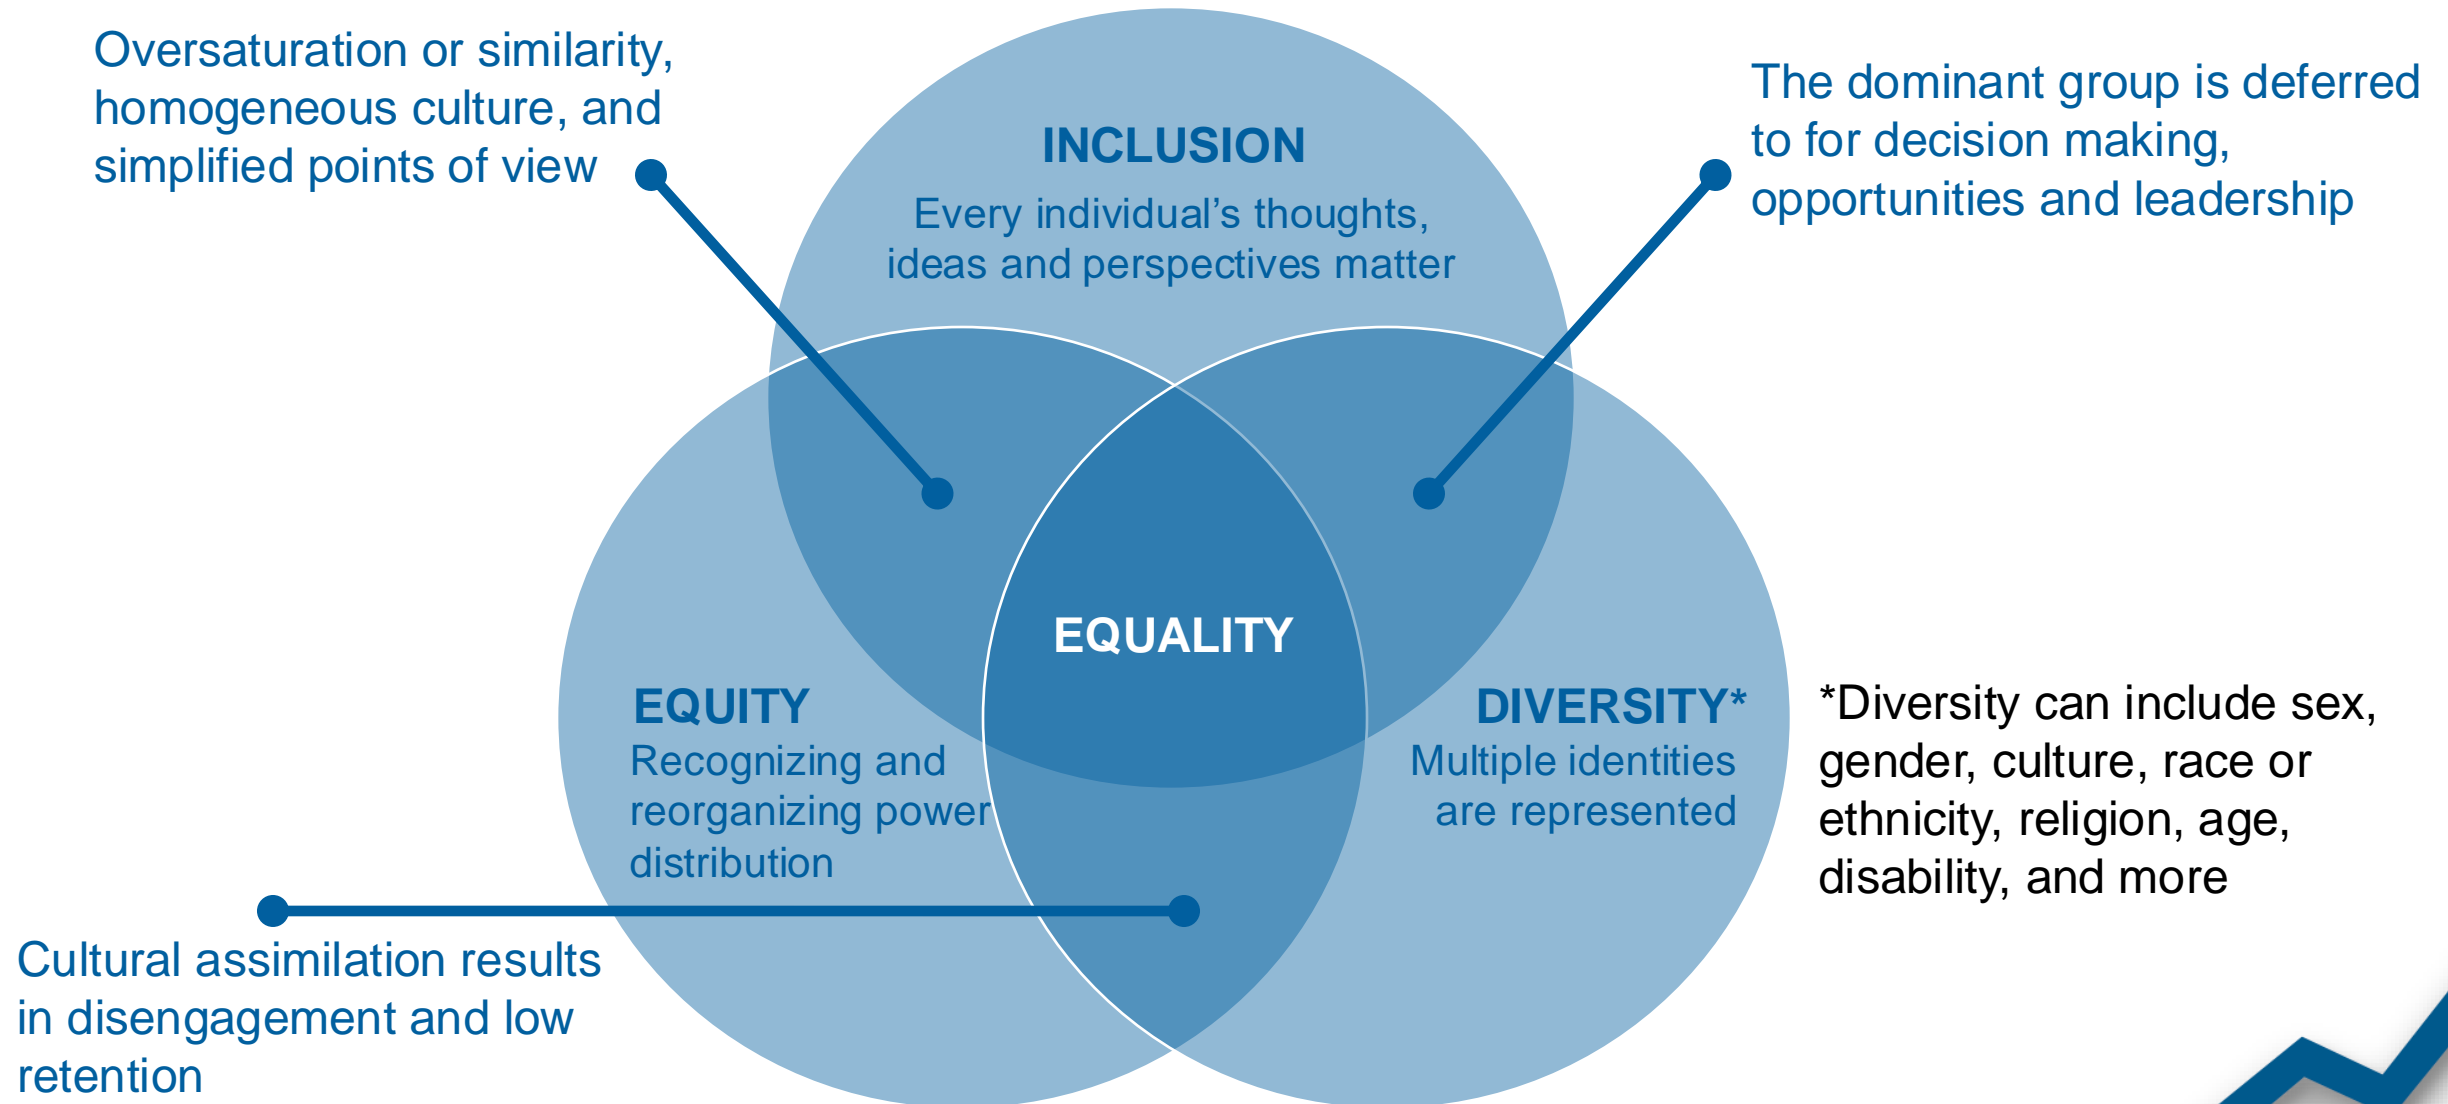 Oversaturation or similarity,
homogeneous culture, and
simplified points of view
The dominant group is deferred
to for decision making,
opportunities and leadership
INCLUSION
Every individual’s thoughts,
ideas and perspectives matter
EQUALITY
EQUITY
Recognizing and
reorganizing power
distribution
DIVERSITY*
Multiple identities
are represented
*Diversity can include sex,
gender, culture, race or
ethnicity, religion, age,
disability, and more
Cultural assimilation results
in disengagement and low
retention